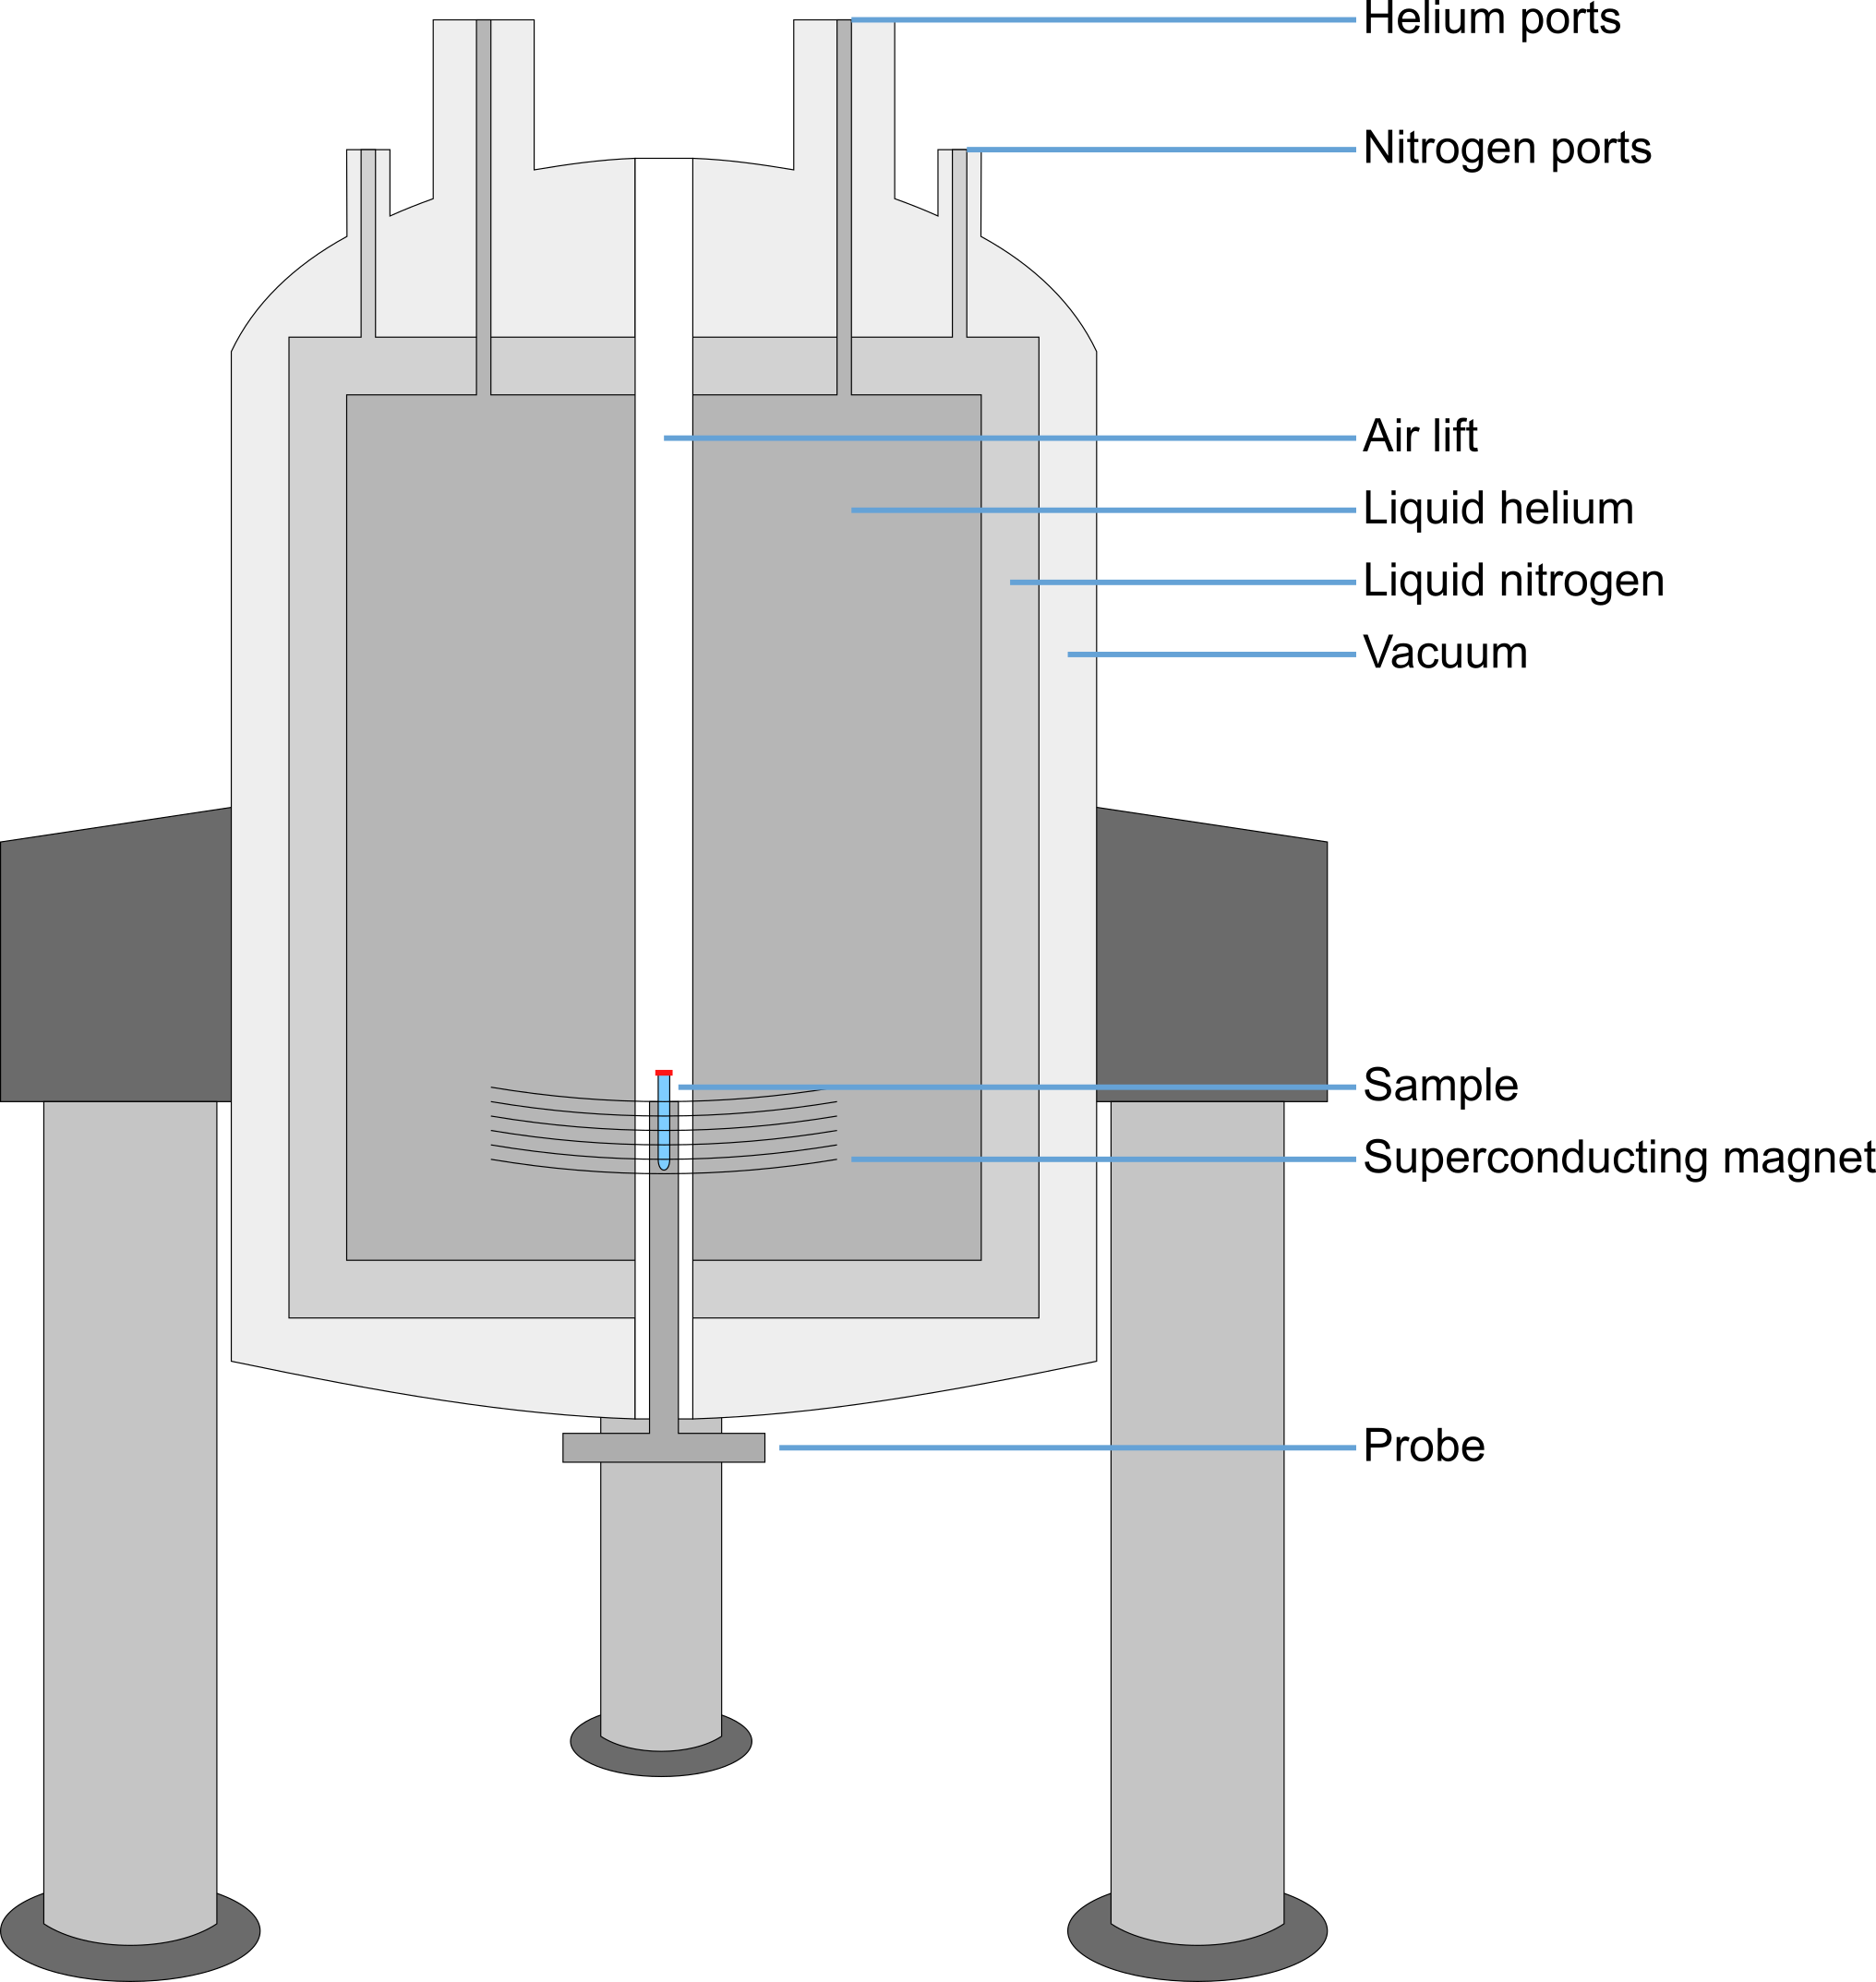 Helium ports
Nitrogen ports
Air lift
Liquid helium
Liquid nitrogen
Vacuum
Sample
Superconducting magnet
Probe